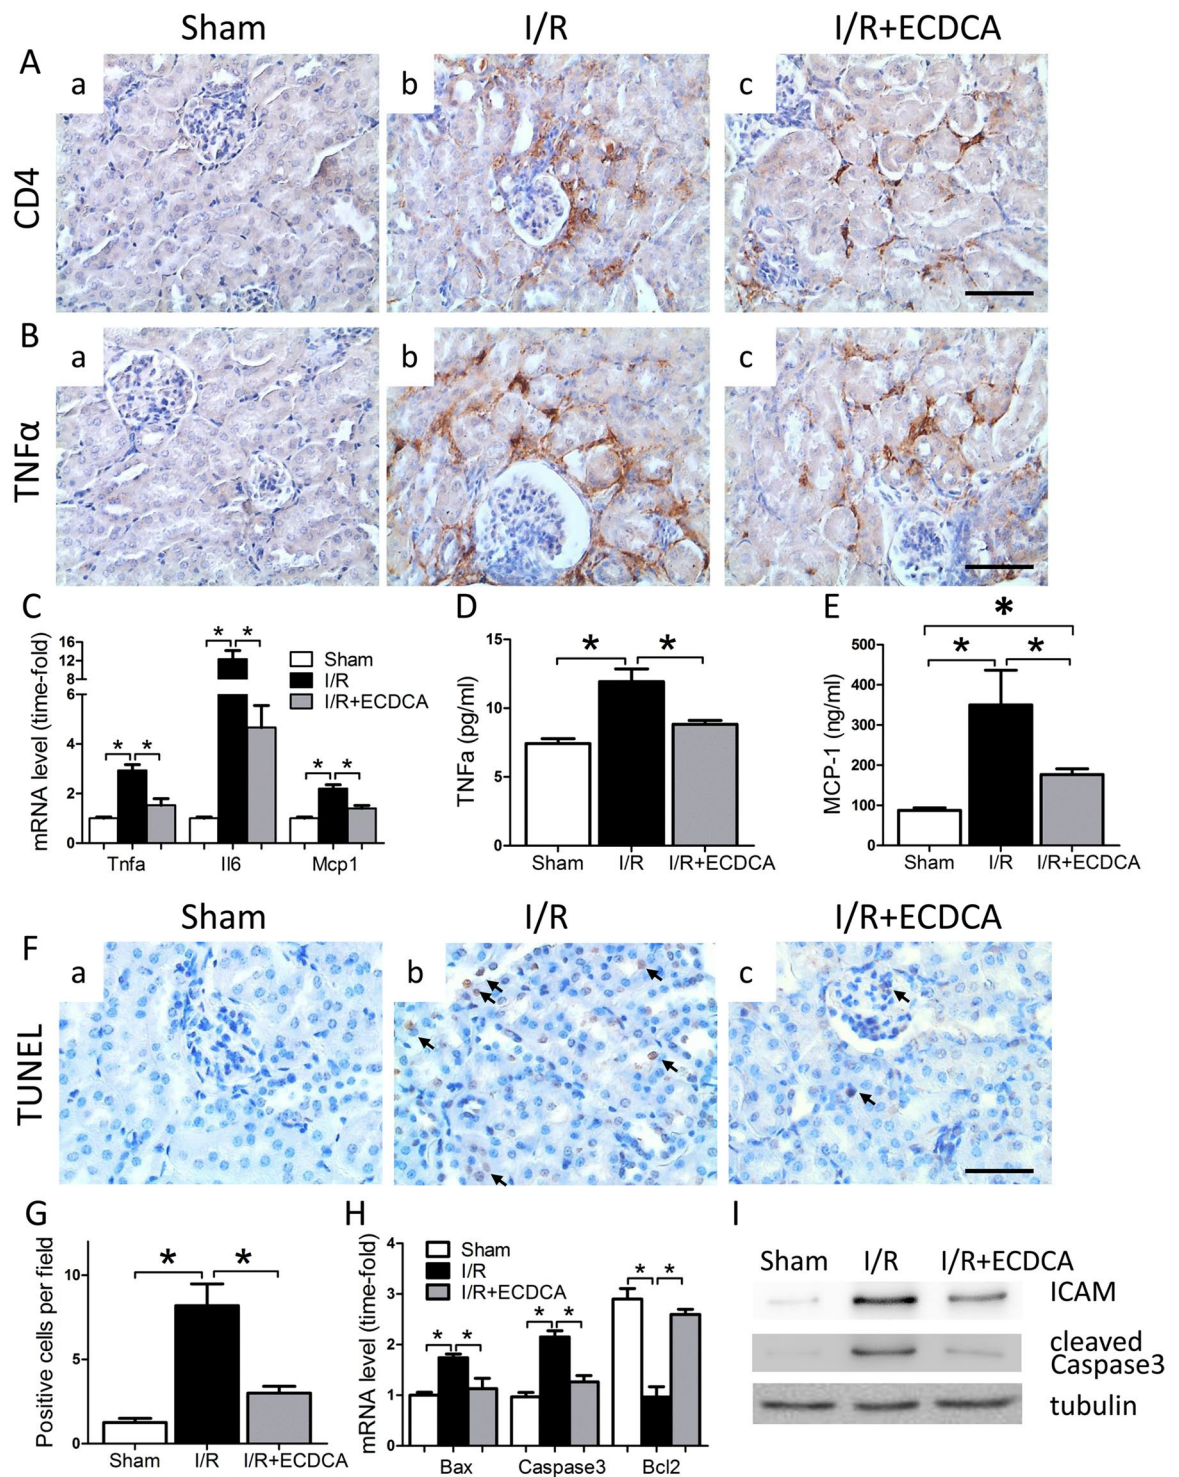 Sham I/R I/R+ECDCA
A
a b c
CD4
B
a b c
TNFα
C
mRNA level (time-fold)
16
12
8
6
4
2
0
* * * * * *
Sham
I/R
I/R+ECDCA
Tnfa Il6 Mcp1
D
TNFa (pg/ml)
15
10
5
0
* *
Sham I/R I/R+ECDCA
E
MCP-1 (ng/ml)
500
400
300
200
100
0
*
* *
Sham I/R I/R+ECDCA
Sham I/R I/R+ECDCA
F
a b c
TUNEL
G
Positive cells per field
10
5
0
* *
Sham I/R I/R+ECDCA
H
mRNA level (time-fold)
4
3
2
1
0
Sham
I/R
I/R+ECDCA
* * * * * *
Bax Caspase3 Bcl2
I
Sham I/R I/R+ECDCA
ICAM
cleaved
Caspase3
tubulin